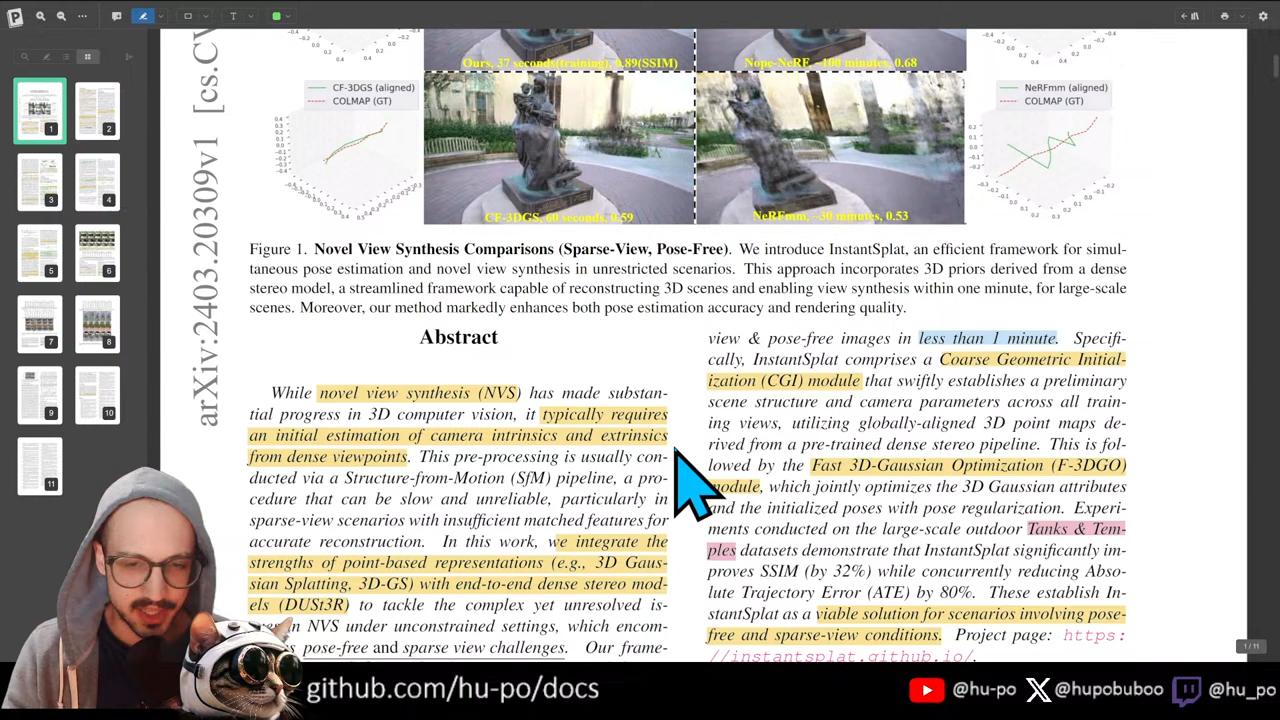 Ours, 37 seconds(training), 0.89(SSIM)
Nope-NeRF ~100 minutes, 0.68
CF-3DGS (aligned)
COLMAP (GT)
NeRFmm (aligned)
COLMAP (GT)
CF-3DGS, 60 seconds, 0.59
NeRFmm, ~30 minutes, 0.53
arXiv:2403.20309v1 [cs.CV
Figure 1. Novel View Synthesis Comparisons (Sparse-View, Pose-Free). We introduce InstantSplat, an efficient framework for simul-
taneous pose estimation and novel view synthesis in unrestricted scenarios. This approach incorporates 3D priors derived from a dense
stereo model, a streamlined framework capable of reconstructing 3D scenes and enabling view synthesis within one minute, for large-scale
scenes. Moreover, our method markedly enhances both pose estimation accuracy and rendering quality.
Abstract
While novel view synthesis (NVS) has made substan-
tial progress in 3D computer vision, it typically requires
an initial estimation of camera intrinsics and extrinsics
from dense viewpoints. This pre-processing is usually con-
ducted via a Structure-from-Motion (SfM) pipeline, a pro-
cedure that can be slow and unreliable, particularly in
sparse-view scenarios with insufficient matched features for
accurate reconstruction. In this work, we integrate the
strengths of point-based representations (e.g., 3D Gaus-
sian Splatting, 3D-GS) with end-to-end dense stereo mod-
els (DUSt3R) to tackle the complex yet unresolved is-
in NVS under unconstrained settings, which encom-
pose-free and sparse view challenges. Our frame-
view & pose-free images in less than 1 minute. Specifi-
cally, InstantSplat comprises a Coarse Geometric Initial-
ization (CGI) module that swiftly establishes a preliminary
scene structure and camera parameters across all train-
ing views, utilizing globally-aligned 3D point maps de-
rived from a pre-trained dense stereo pipeline. This is fol-
lowed by the Fast 3D-Gaussian Optimization (F-3DGO)
module, which jointly optimizes the 3D Gaussian attributes
and the initialized poses with pose regularization. Experi-
ments conducted on the large-scale outdoor Tanks & Tem-
ples datasets demonstrate that InstantSplat significantly im-
proves SSIM (by 32%) while concurrently reducing Abso-
lute Trajectory Error (ATE) by 80%. These establish In-
stantSplat as a viable solution for scenarios involving pose-
free and sparse-view conditions. Project page: https:
//instantsplat.github.io/.
1
2
3
4
5
6
7
8
9
10
11
1 / 11
github.com/hu-po/docs
@hu-po
@hupobuboo
@hu_po